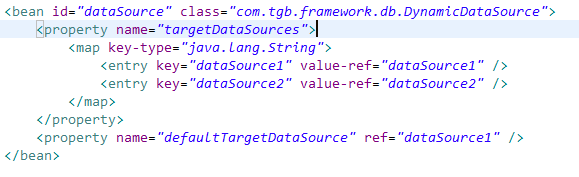 <bean id="dataSource" class="com.tgb.framework.db.DynamicDataSource">
<property name="targetDataSources">
<map key-type="java.lang.String">
<entry key="dataSource1" value-ref="dataSource1" />
<entry key="dataSource2" value-ref="dataSource2" />
</map>
</property>
<property name="defaultTargetDataSource" ref="dataSource1" />
</bean>